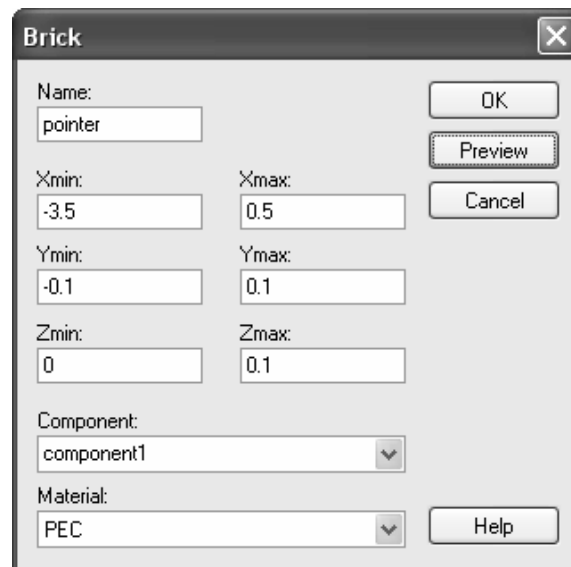 Brick
Name:
pointer
OK
Preview
Cancel
Xmin: Xmax:
-3.5 0.5
Ymin: Ymax:
-0.1 0.1
Zmin: Zmax:
0 0.1
Component:
component1
Material:
PEC
Help